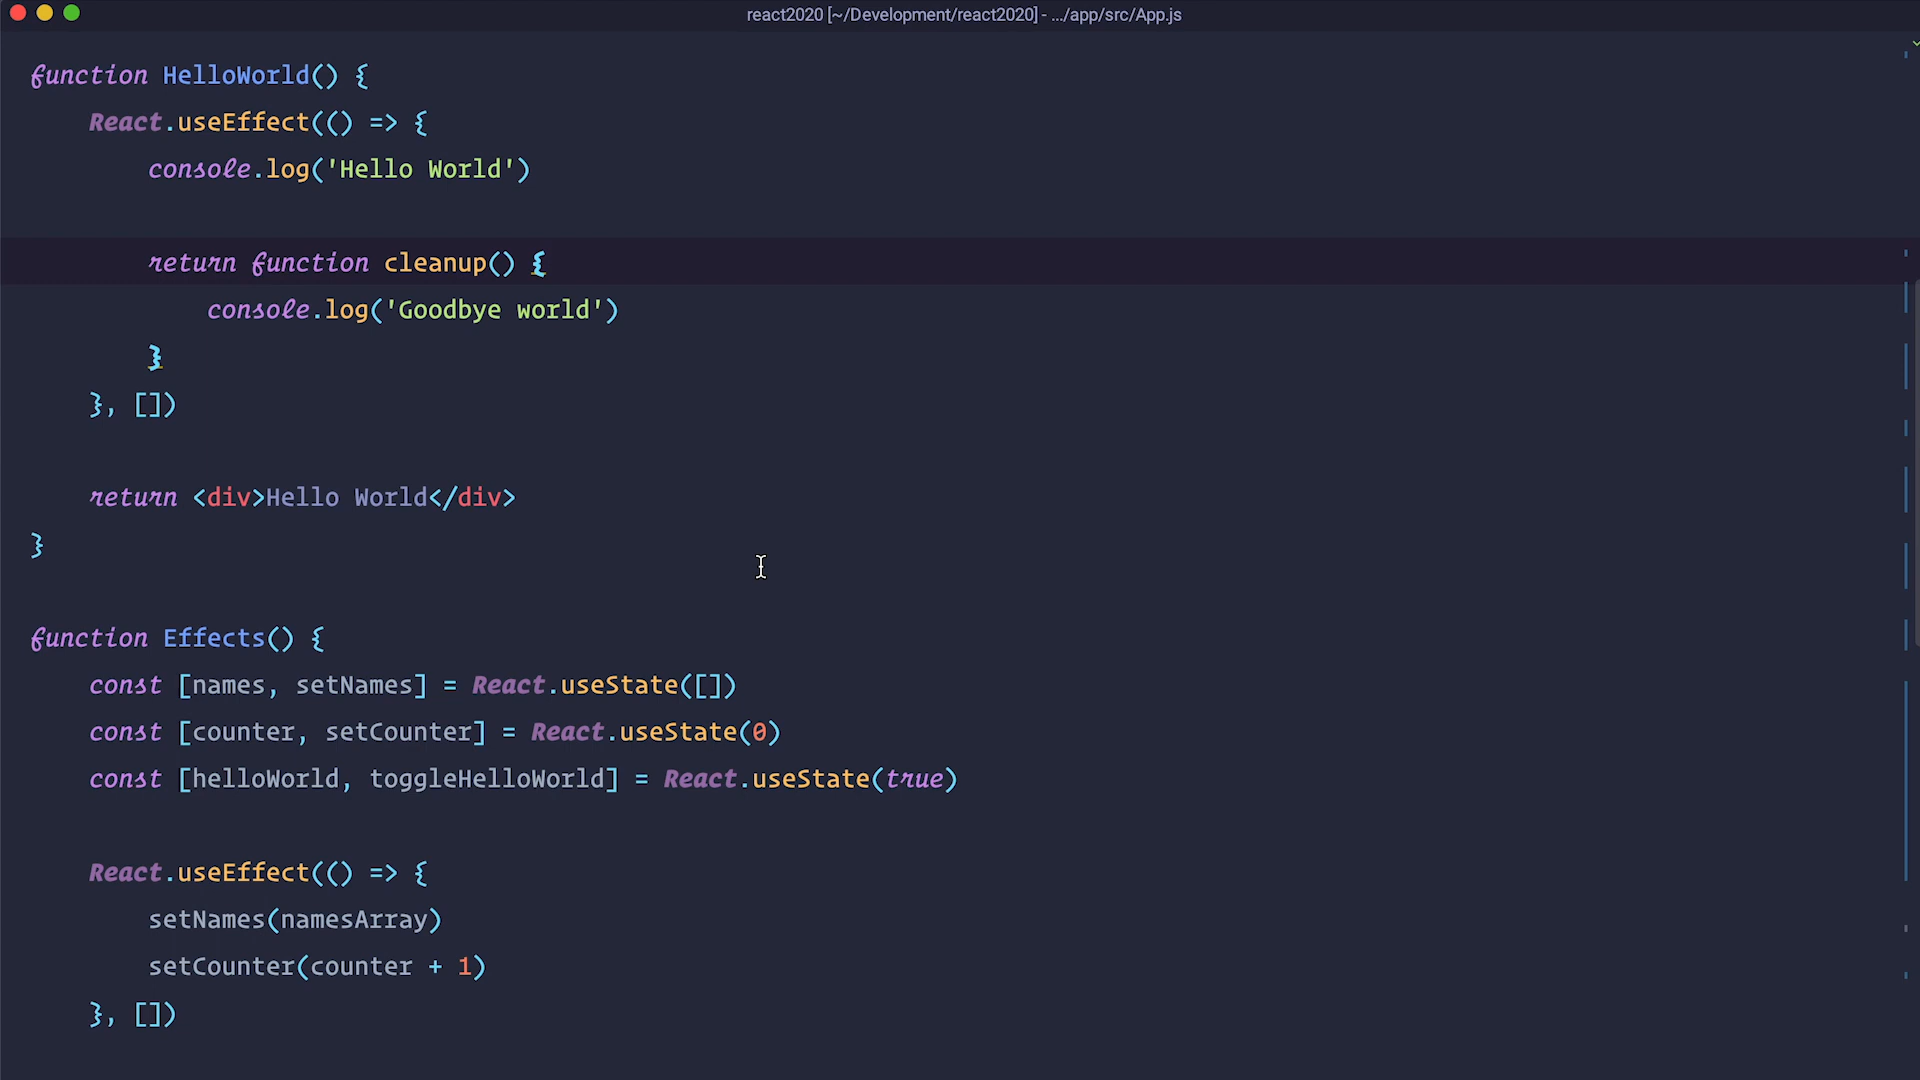 react2020 [~/Development/react2020] - .../app/src/App.js
function HelloWorld() {
    React.useEffect(() => {
        console.log('Hello World')

        return function cleanup() {
            console.log('Goodbye world')
        }
    }, [])

    return <div>Hello World</div>
}

function Effects() {
    const [names, setNames] = React.useState([])
    const [counter, setCounter] = React.useState(0)
    const [helloWorld, toggleHelloWorld] = React.useState(true)

    React.useEffect(() => {
        setNames(namesArray)
        setCounter(counter + 1)
    }, [])